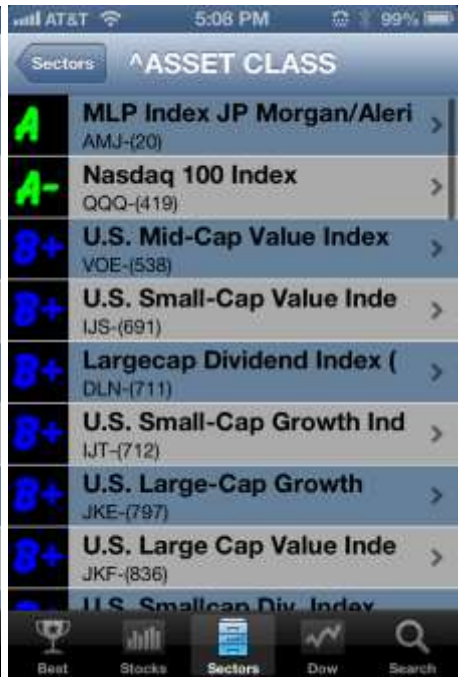 AT&T 5:08 PM 99%
Sectors ^ASSET CLASS
A MLP Index JP Morgan/Aleri
AMJ-(20)
A- Nasdaq 100 Index
QQQ-(419)
B+ U.S. Mid-Cap Value Index
VOE-(538)
B+ U.S. Small-Cap Value Inde
IJS-(691)
B+ Largecap Dividend Index (
DLN-(711)
B+ U.S. Small-Cap Growth Ind
IJT-(712)
B+ U.S. Large-Cap Growth
JKE-(797)
B+ U.S. Large Cap Value Inde
JKF-(836)
B+ U.S. Smallcap Div. Index
Best Stocks Sectors Dow Search